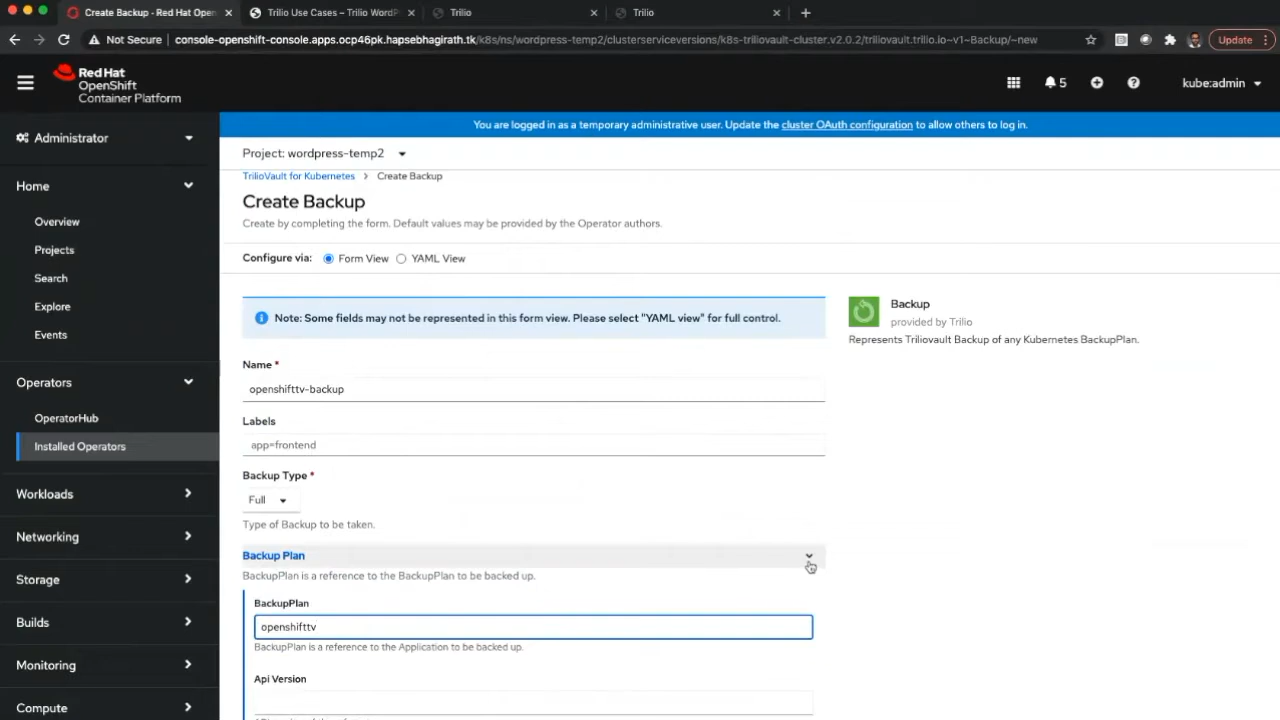 Create Backup - Red Hat Open
Trilio Use Cases – Trilio WordP
Trilio
Trilio
Not Secure
console-openshift-console.apps.ocp46pk.hapsebhagirath.tk/k8s/ns/wordpress-temp2/clusterserviceversions/k8s-triliovault-cluster.v2.0.2/triliovault.trilio.io~v1~Backup/~new
Update
Red Hat
OpenShift
Container Platform
5
kube:admin
You are logged in as a temporary administrative user. Update the cluster OAuth configuration to allow others to log in.
Administrator
Home
Overview
Projects
Search
Explore
Events
Operators
OperatorHub
Installed Operators
Workloads
Networking
Storage
Builds
Monitoring
Compute
Project: wordpress-temp2
TrilioVault for Kubernetes > Create Backup
Create Backup
Create by completing the form. Default values may be provided by the Operator authors.
Configure via: Form View YAML View
Note: Some fields may not be represented in this form view. Please select "YAML view" for full control.
Name *
openshifttv-backup
Labels
app=frontend
Backup Type *
Full
Type of Backup to be taken.
Backup Plan
BackupPlan is a reference to the BackupPlan to be backed up.
BackupPlan
openshifttv
BackupPlan is a reference to the Application to be backed up.
Api Version
Backup
provided by Trilio
Represents Triliovault Backup of any Kubernetes BackupPlan.